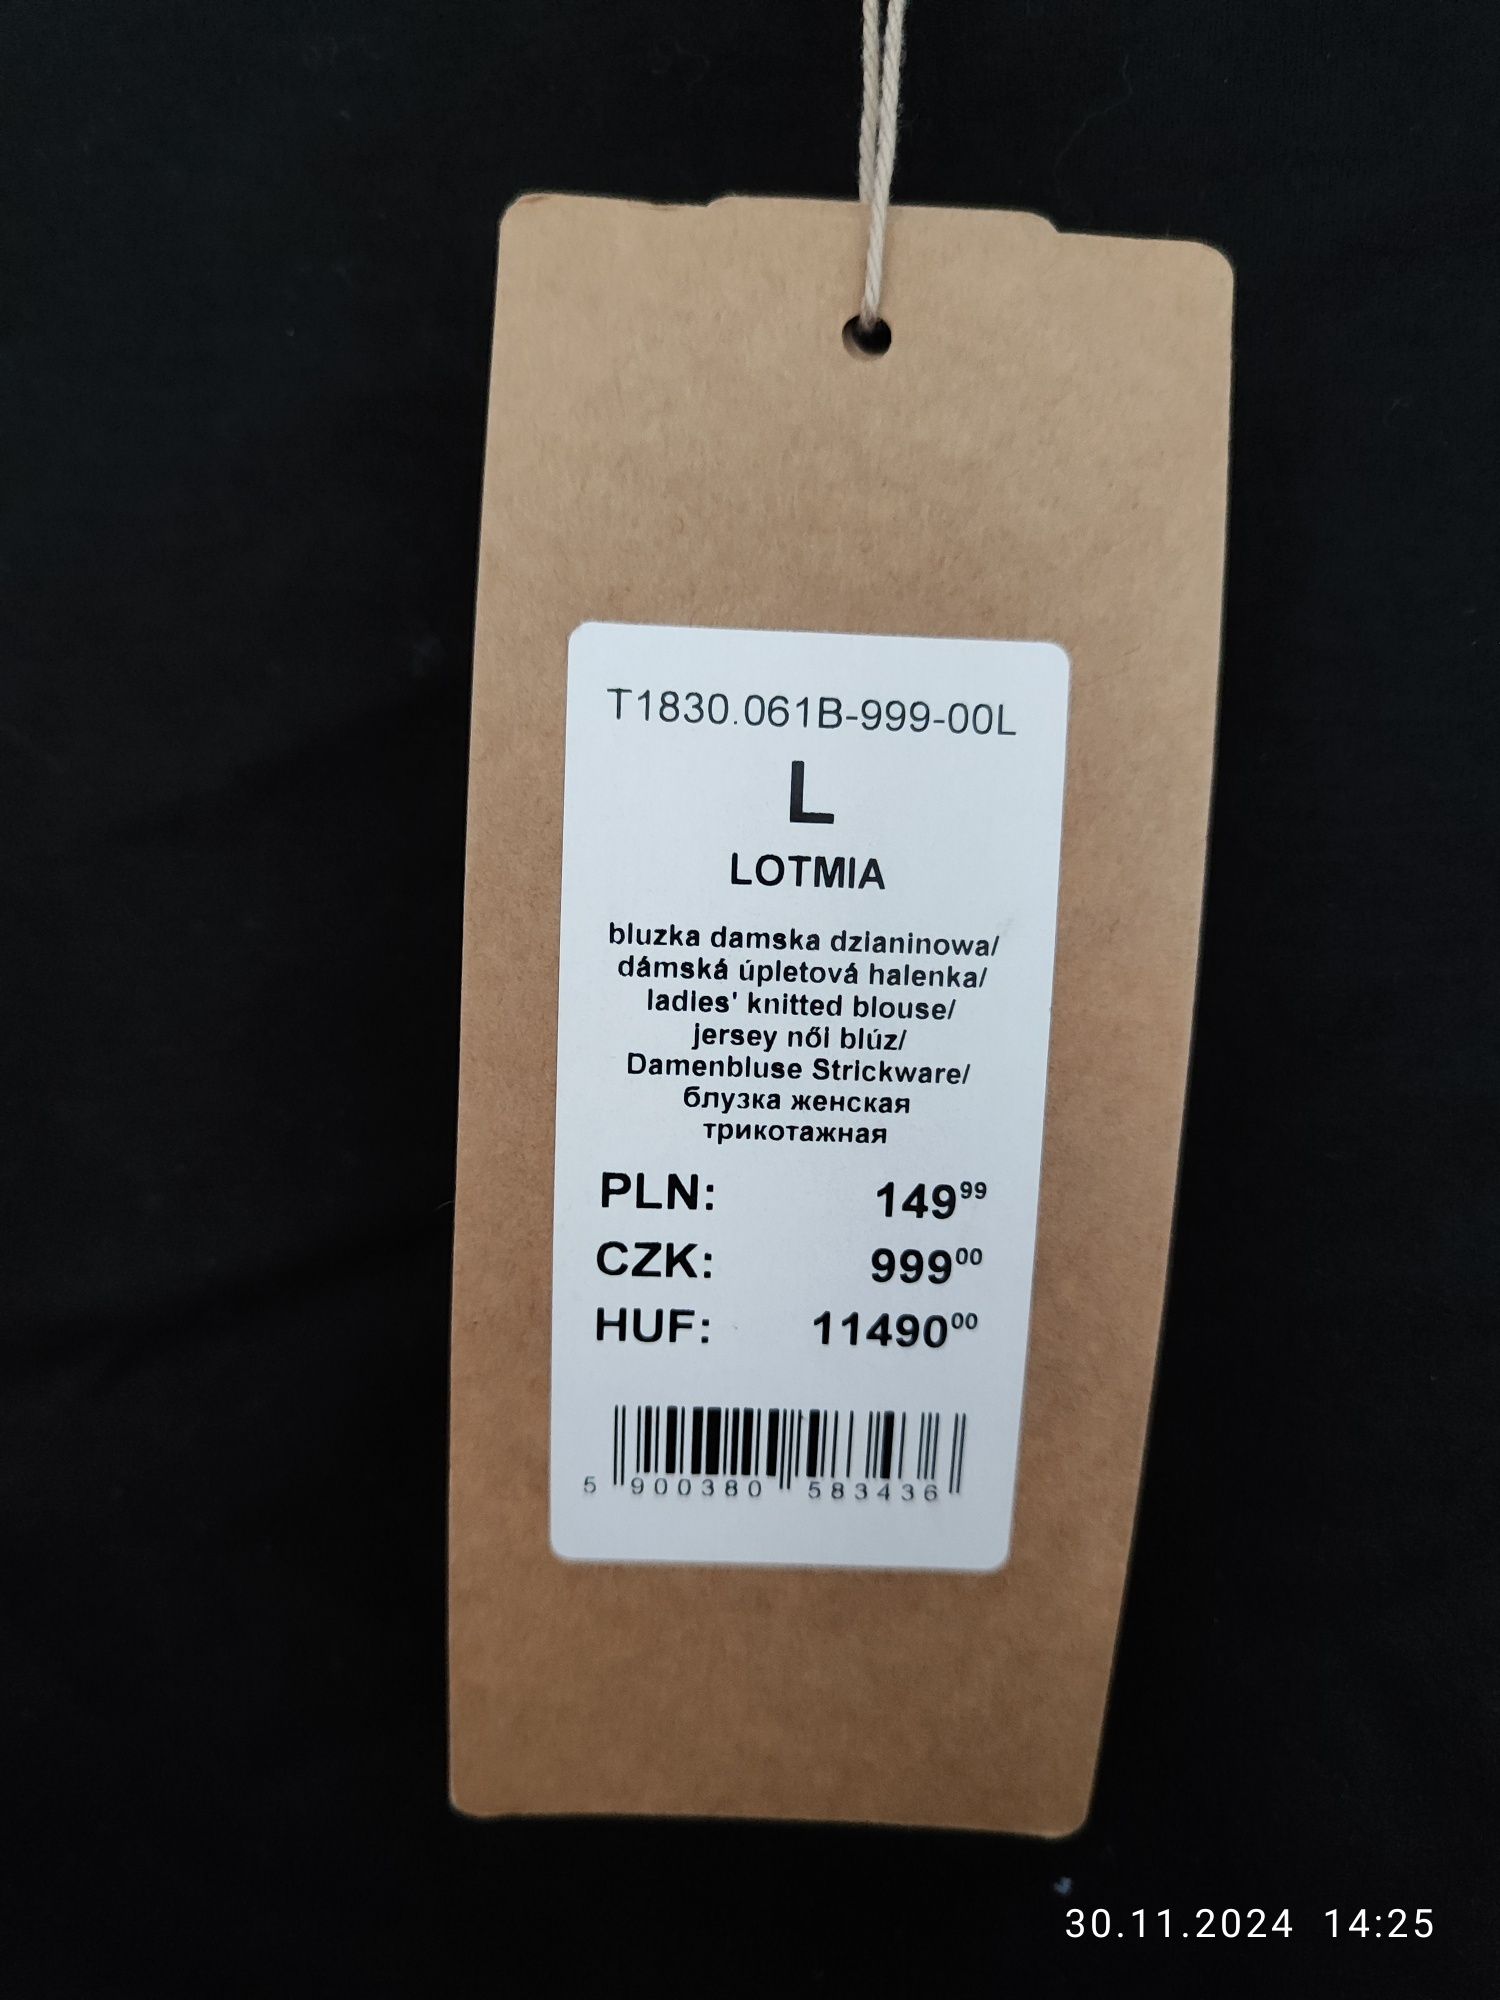 T1830.061B-999-00L
L
LOTMIA
bluzka damska dzianinowa/
dámská úpletová halenka/
ladies' knitted blouse/
jersey női blúz/
Damenbluse Strickware/
блузка женская
трикотажная
PLN: 149⁹⁹
CZK: 999⁰⁰
HUF: 11490⁰⁰
5 900380 583436
30.11.2024 14:25